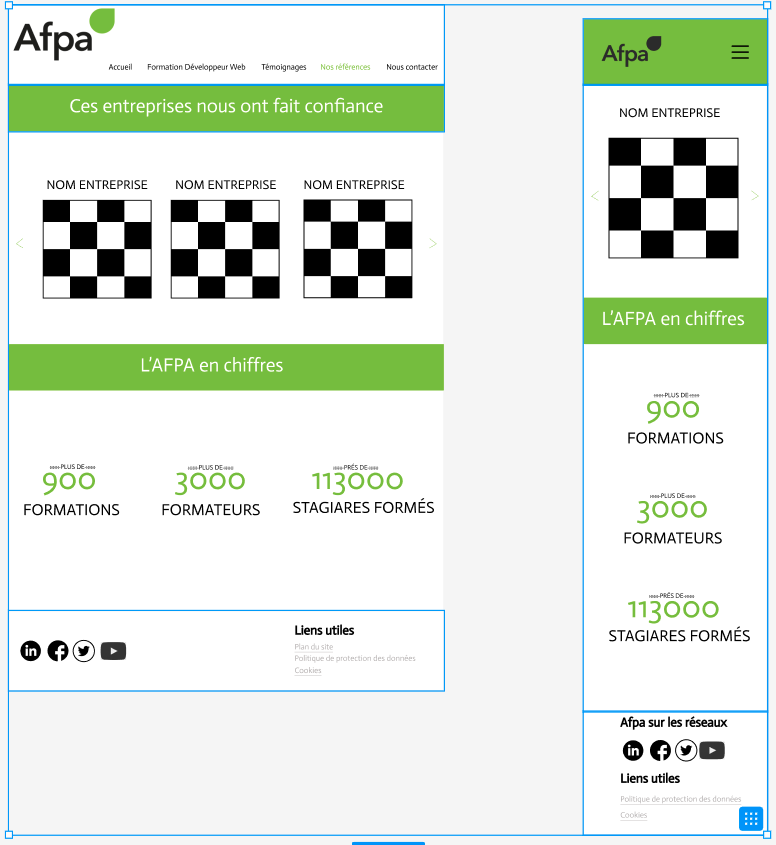 Afpa
Accueil Formation Développeur Web Témoignages Nos références Nous contacter
Ces entreprises nous ont fait confiance
NOM ENTREPRISE NOM ENTREPRISE NOM ENTREPRISE
< >
L'AFPA en chiffres
PLUS DE PLUS DE PRÉS DE
900 3000 113000
FORMATIONS FORMATEURS STAGIARES FORMÉS
in f
Liens utiles
Plan du site
Politique de protection des données
Cookies
Afpa
NOM ENTREPRISE
< >
L'AFPA en chiffres
PLUS DE
900
FORMATIONS
PLUS DE
3000
FORMATEURS
PRÉS DE
113000
STAGIARES FORMÉS
Afpa sur les réseaux
in f
Liens utiles
Politique de protection des données
Cookies